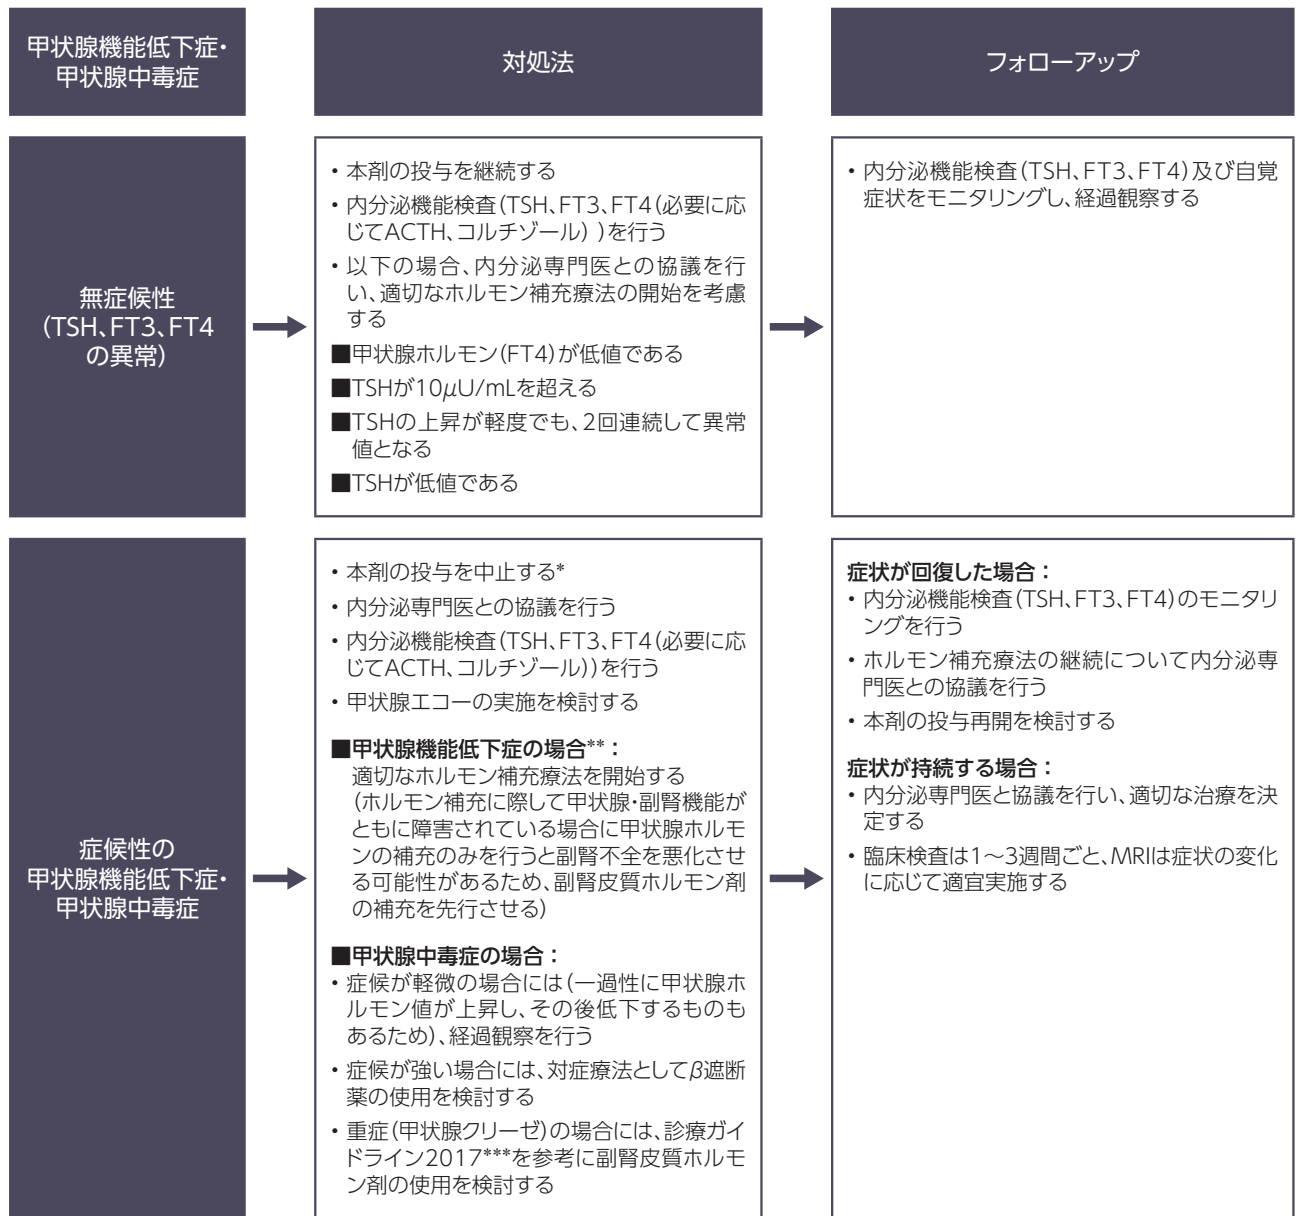 甲状腺機能低下症・
甲状腺中毒症
対処法
フォローアップ
無症候性
(TSH、FT3、FT4
の異常)
・本剤の投与を継続する
・内分泌機能検査(TSH、FT3、FT4(必要に応
じてACTH、コルチゾール) )を行う
・以下の場合、内分泌専門医との協議を行
い、適切なホルモン補充療法の開始を考慮
する
■甲状腺ホルモン(FT4)が低値である
■TSHが10μU/mLを超える
■TSHの上昇が軽度でも、2回連続して異常
値となる
■TSHが低値である
・内分泌機能検査(TSH、FT3、FT4)及び自覚
症状をモニタリングし、経過観察する
症候性の
甲状腺機能低下症・
甲状腺中毒症
・本剤の投与を中止する*
・内分泌専門医との協議を行う
・内分泌機能検査(TSH、FT3、FT4(必要に応
じてACTH、コルチゾール))を行う
・甲状腺エコーの実施を検討する
■甲状腺機能低下症の場合**：
適切なホルモン補充療法を開始する
(ホルモン補充に際して甲状腺・副腎機能が
ともに障害されている場合に甲状腺ホルモ
ンの補充のみを行うと副腎不全を悪化させ
る可能性があるため、副腎皮質ホルモン剤
の補充を先行させる)
■甲状腺中毒症の場合：
・症候が軽微の場合には(一過性に甲状腺ホ
ルモン値が上昇し、その後低下するものも
あるため)、経過観察を行う
・症候が強い場合には、対症療法としてβ遮断
薬の使用を検討する
・重症(甲状腺クリーゼ)の場合には、診療ガイ
ドライン2017***を参考に副腎皮質ホルモ
ン剤の使用を検討する
症状が回復した場合：
・内分泌機能検査(TSH、FT3、FT4)のモニタリ
ングを行う
・ホルモン補充療法の継続について内分泌専
門医との協議を行う
・本剤の投与再開を検討する
症状が持続する場合：
・内分泌専門医と協議を行い、適切な治療を決
定する
・臨床検査は1～3週間ごと、MRIは症状の変化
に応じて適宜実施する